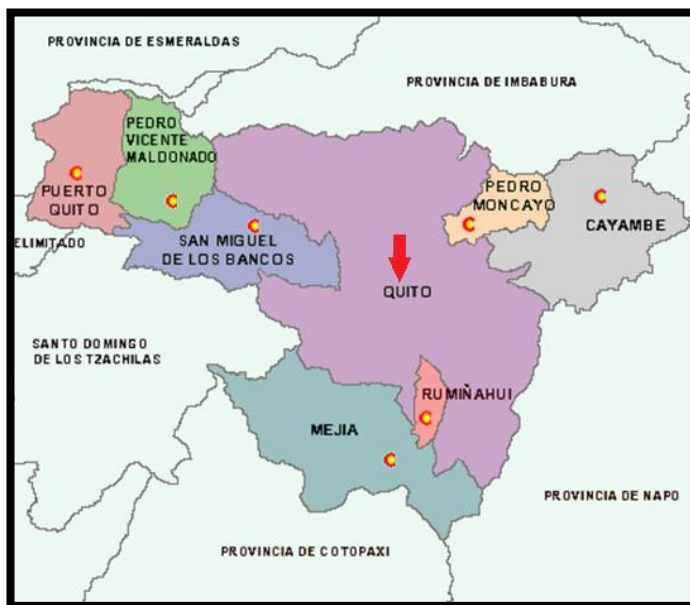 PROVINCIA DE ESMERALDAS
PROVINCIA DE IMBABURA
PEDRO
VICENTE
MALDONADO
PUERTO
QUITO
PEDRO
MONCAYO
CAYAMBE
ELIMITADO
SAN MIGUEL
DE LOS BANCOS
QUITO
SANTO DOMINGO
DE LOS TZACHILAS
RUMIÑAHUI
MEJIA
PROVINCIA DE NAPO
PROVINCIA DE COTOPAXI